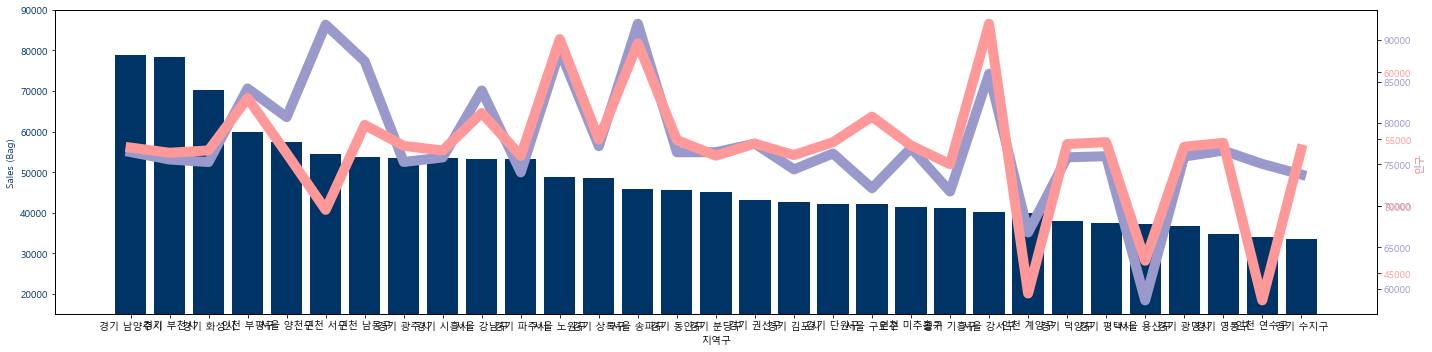 90000
80000
70000
60000
50000
40000
30000
20000
Sales (Bag)
90000
85000
80000
75000
70000
65000
60000
60000
55000
50000
45000
인구
경기 남양주시
경기 부천시
경기 화성시
인천 부평구
서울 양천구
인천 서구
인천 남동구
경기 광주시
경기 시흥시
서울 강남구
경기 파주시
서울 노원구
경기 상록구
서울 송파구
경기 동안구
경기 분당구
경기 권선구
경기 김포시
경기 단원구
서울 구로구
인천 미추홀구
경기 기흥구
서울 강서구
인천 계양구
경기 덕양구
경기 평택시
서울 용산구
경기 광명시
경기 영통구
인천 연수구
경기 수지구
지역구